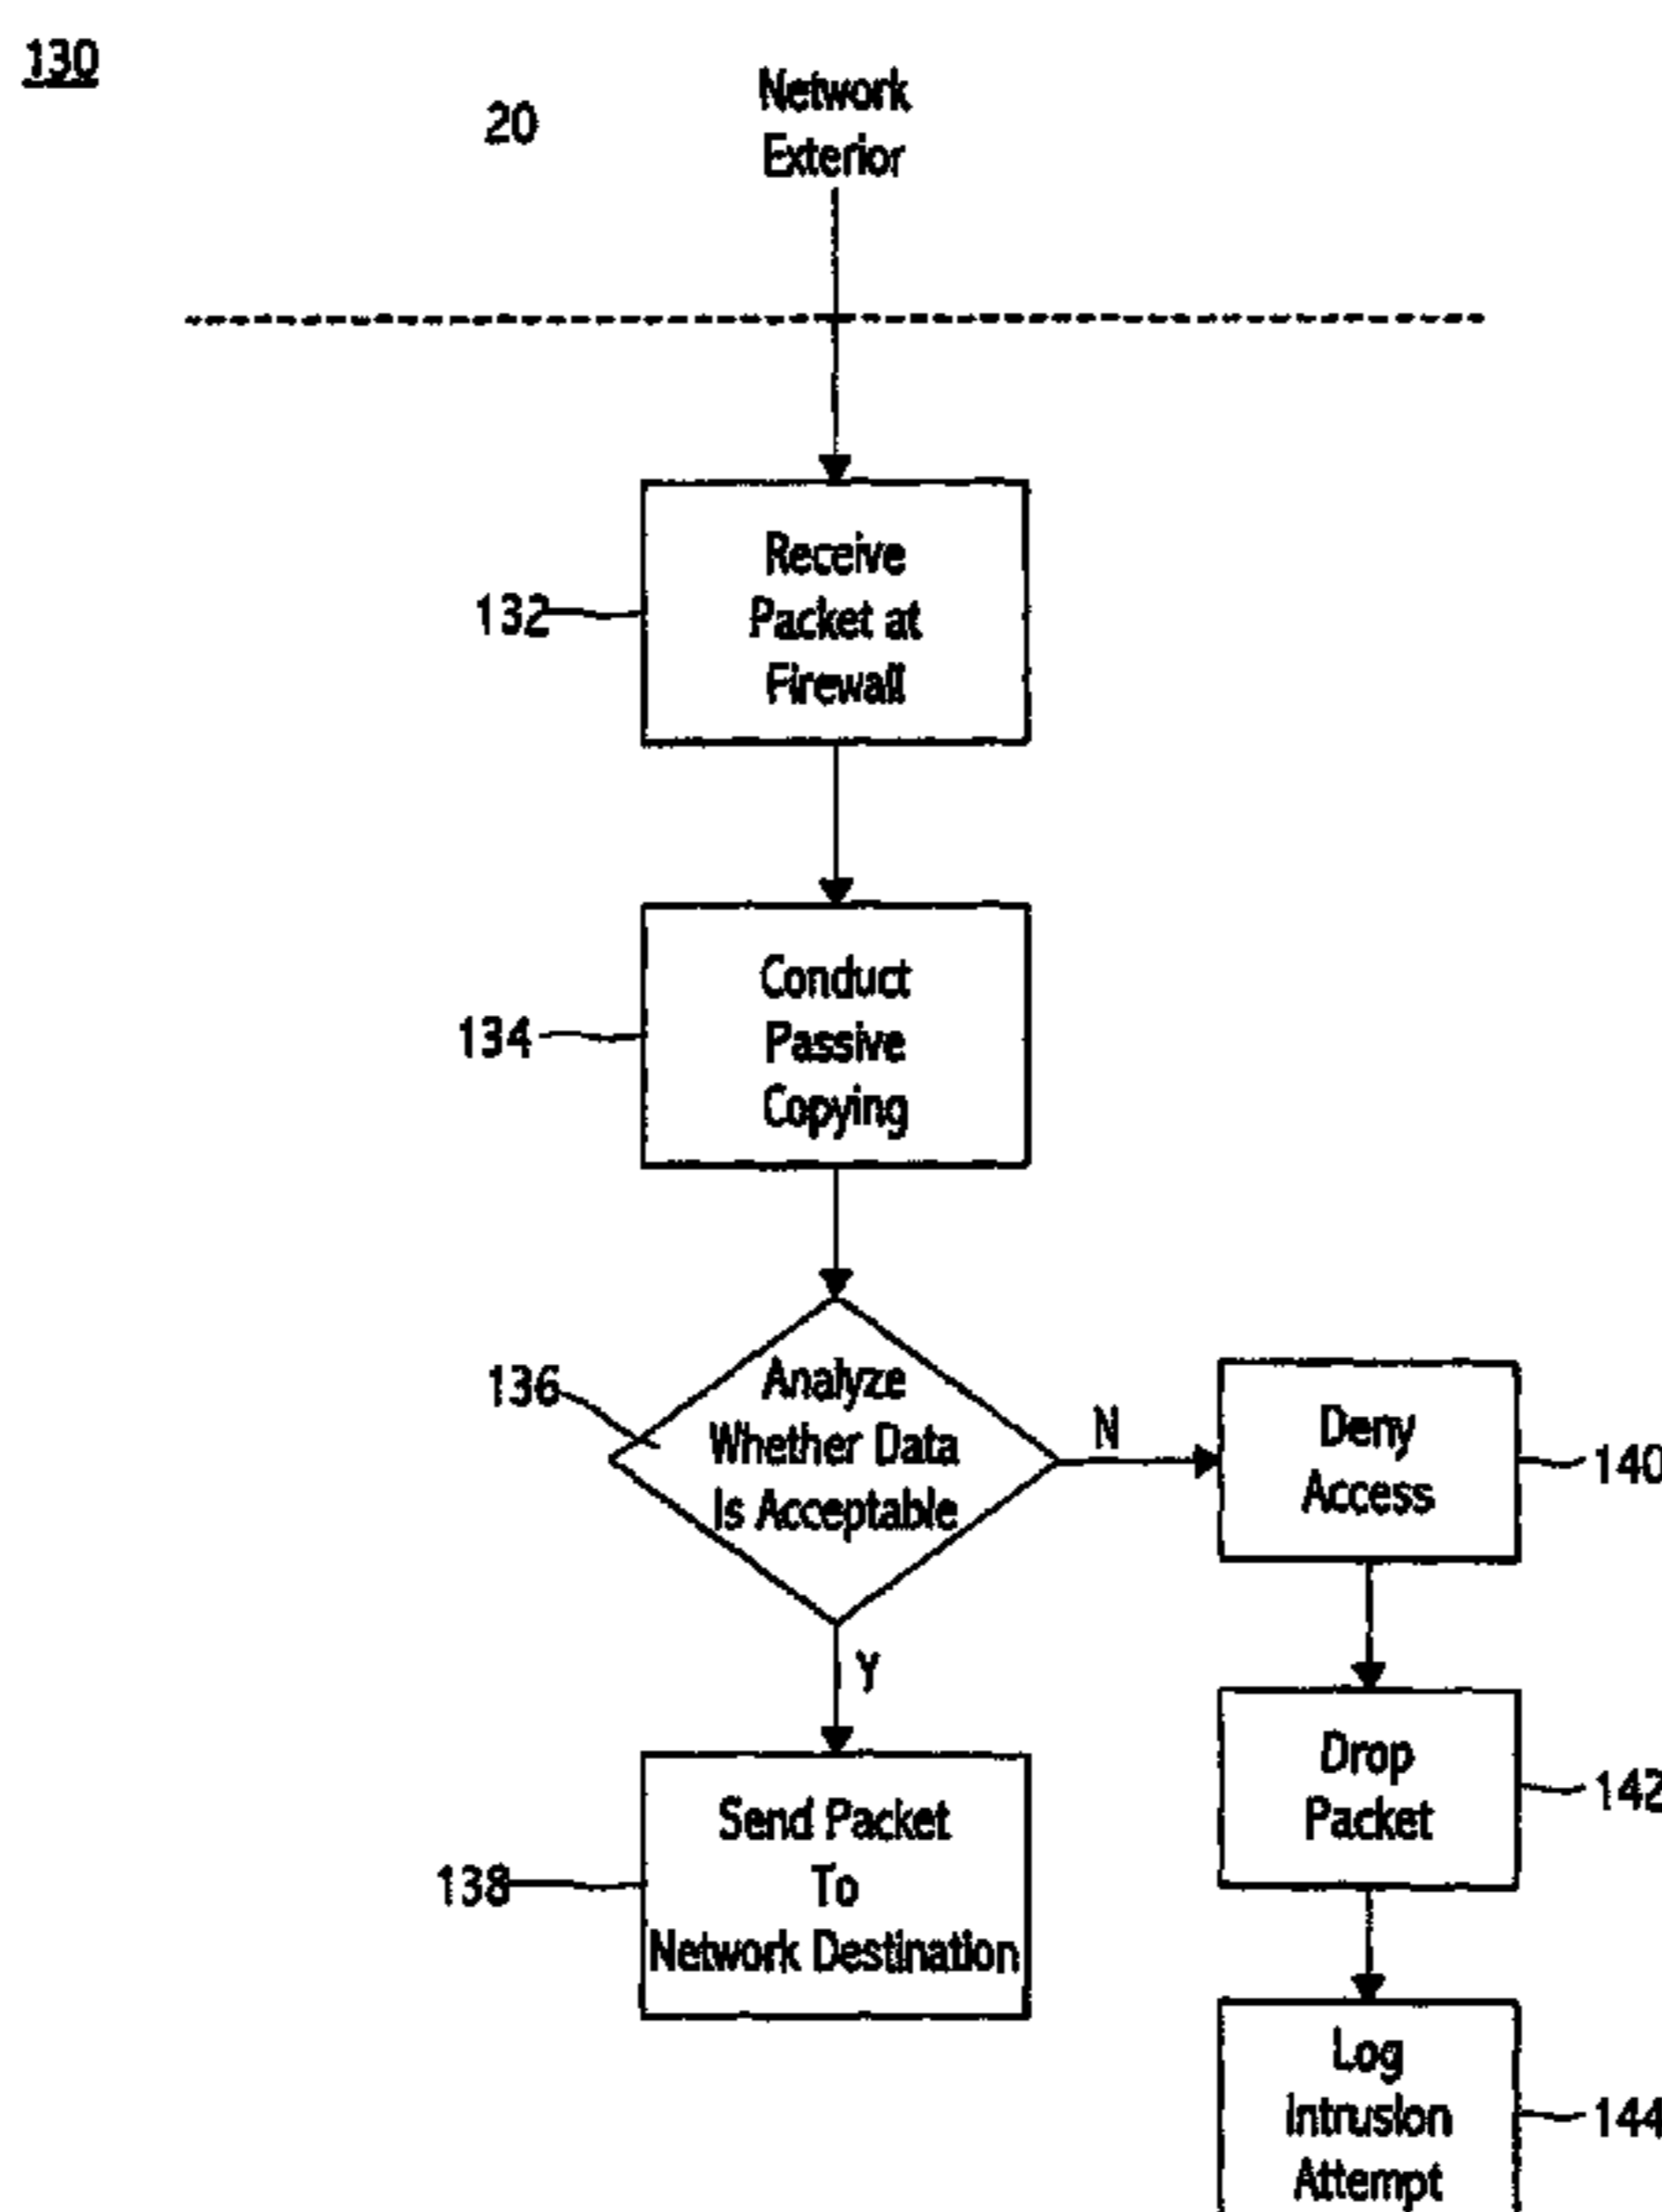 130
20
Network
Exterior
132
Receive
Packet at
Firewall
134
Conduct
Passive
Copying
136
Analyze
Whether Data
Is Acceptable
N
Deny
Access
140
Y
Drop
Packet
142
138
Send Packet
To
Network Destination
Log
Intrusion
Attempt
144